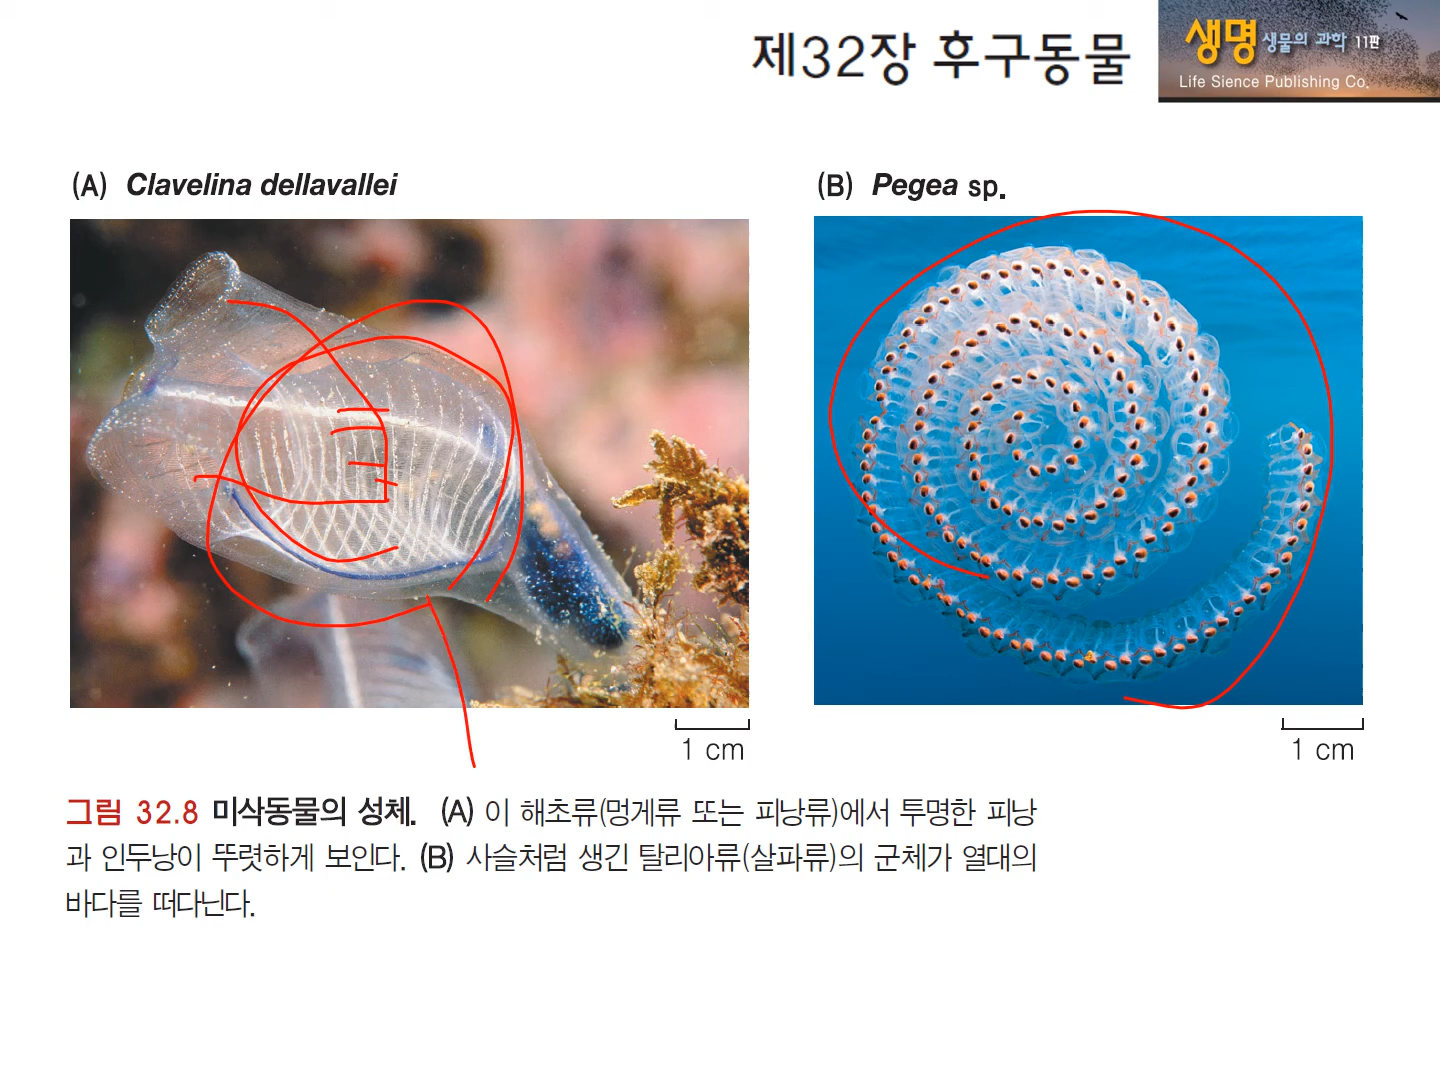 제32장 후구동물
생명 생물의 과학 11판
Life Sience Publishing Co.
(A) Clavelina dellavallei
(B) Pegea sp.
1 cm
1 cm
그림 32.8 미삭동물의 성체. (A) 이 해초류(멍게류 또는 피낭류)에서 투명한 피낭
과 인두낭이 뚜렷하게 보인다. (B) 사슬처럼 생긴 탈리아류(살파류)의 군체가 열대의
바다를 떠다닌다.